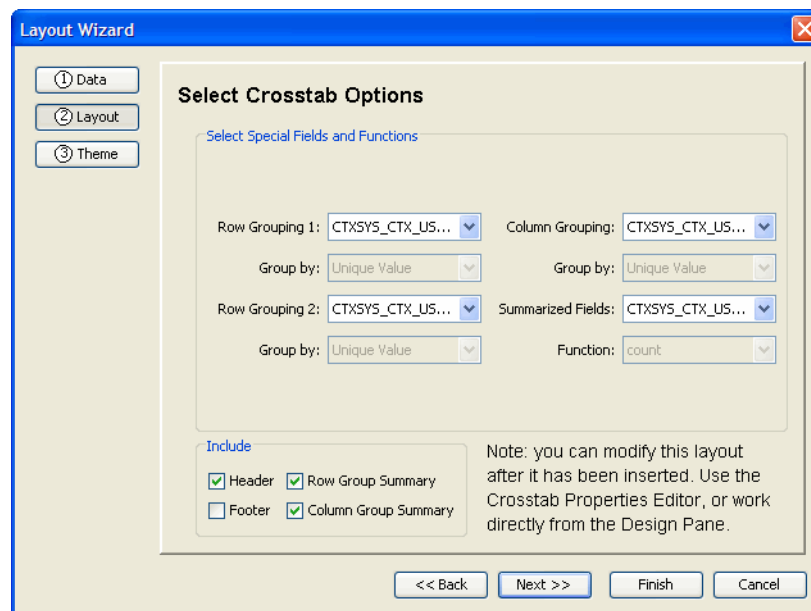 Layout Wizard
① Data
② Layout
③ Theme
Select Crosstab Options
Select Special Fields and Functions
Row Grouping 1: CTXSYS_CTX_US... Column Grouping: CTXSYS_CTX_US...
Group by: Unique Value Group by: Unique Value
Row Grouping 2: CTXSYS_CTX_US... Summarized Fields: CTXSYS_CTX_US...
Group by: Unique Value Function: count
Include
Header Row Group Summary
Footer Column Group Summary
Note: you can modify this layout
after it has been inserted. Use the
Crosstab Properties Editor, or work
directly from the Design Pane.
<< Back Next >> Finish Cancel